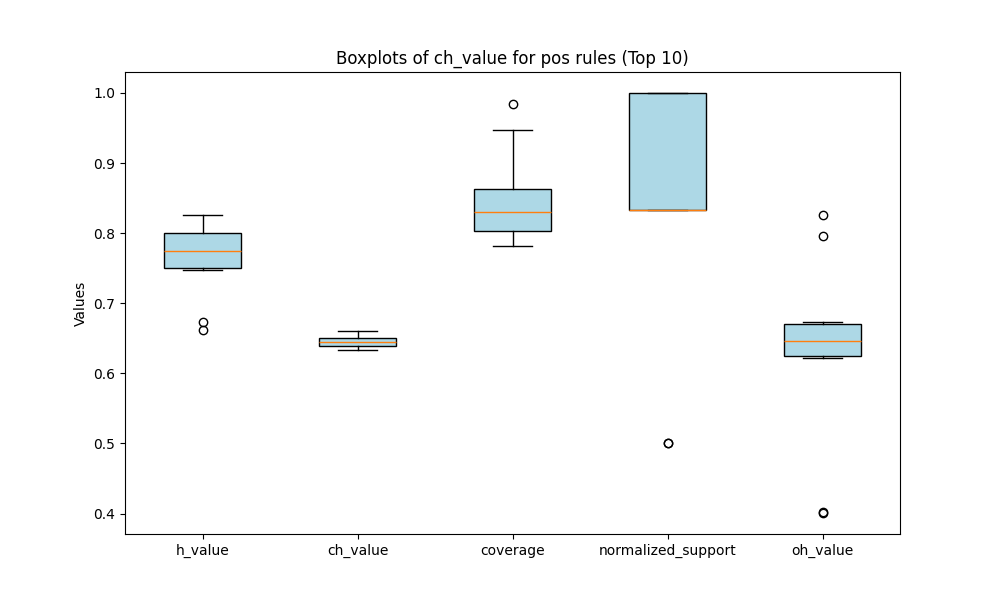 Boxplots of ch_value for pos rules (Top 10)
Values
1.0
0.9
0.8
0.7
0.6
0.5
0.4
h_value
ch_value
coverage
normalized_support
oh_value